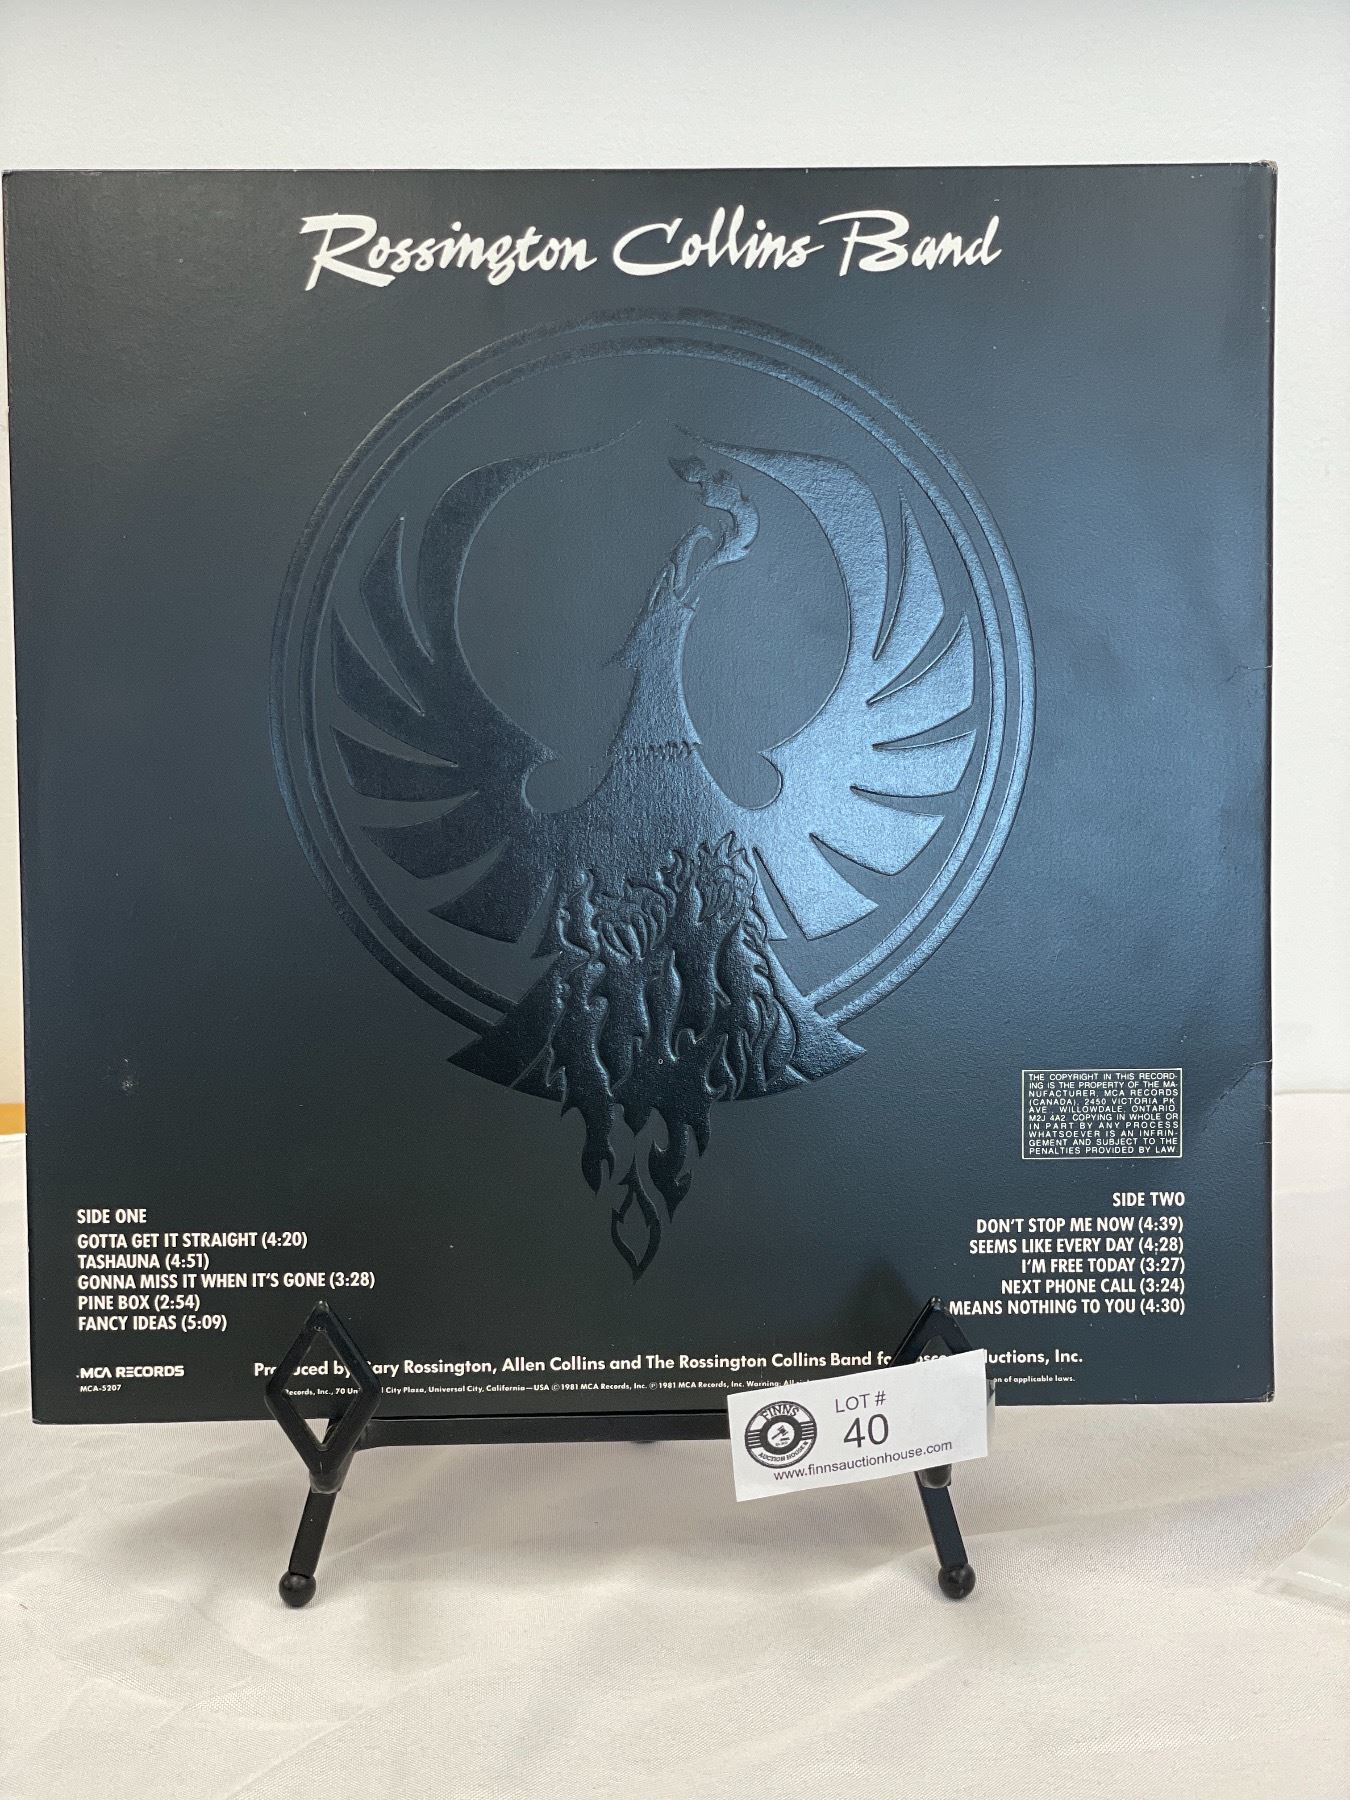 Rossington Collins Band
THE COPYRIGHT IN THIS RECORD-
ING IS THE PROPERTY OF THE MA-
NUFACTURER, MCA RECORDS
(CANADA), 2450 VICTORIA PK
AVE., WILLOWDALE, ONTARIO
M2J 4A2. COPYING IN WHOLE OR
IN PART BY ANY PROCESS
WHATSOEVER IS AN INFRIN-
GEMENT AND SUBJECT TO THE
PENALTIES PROVIDED BY LAW
SIDE ONE
GOTTA GET IT STRAIGHT (4:20)
TASHAUNA (4:51)
GONNA MISS IT WHEN IT'S GONE (3:28)
PINE BOX (2:54)
FANCY IDEAS (5:09)
SIDE TWO
DON'T STOP ME NOW (4:39)
SEEMS LIKE EVERY DAY (4:28)
I'M FREE TODAY (3:27)
NEXT PHONE CALL (3:24)
MEANS NOTHING TO YOU (4:30)
MCA RECORDS
MCA-5207
Produced by Gary Rossington, Allen Collins and The Rossington Collins Band ductions, Inc.
Records, Inc., 70 City Plaza, Universal City, California—USA ©1981 MCA Records, Inc. ℗1981 MCA Records, Inc. Warning: All on of applicable laws.
FINNS
AUCTION HOUSE
LOT #
40
www.finnsauctionhouse.com